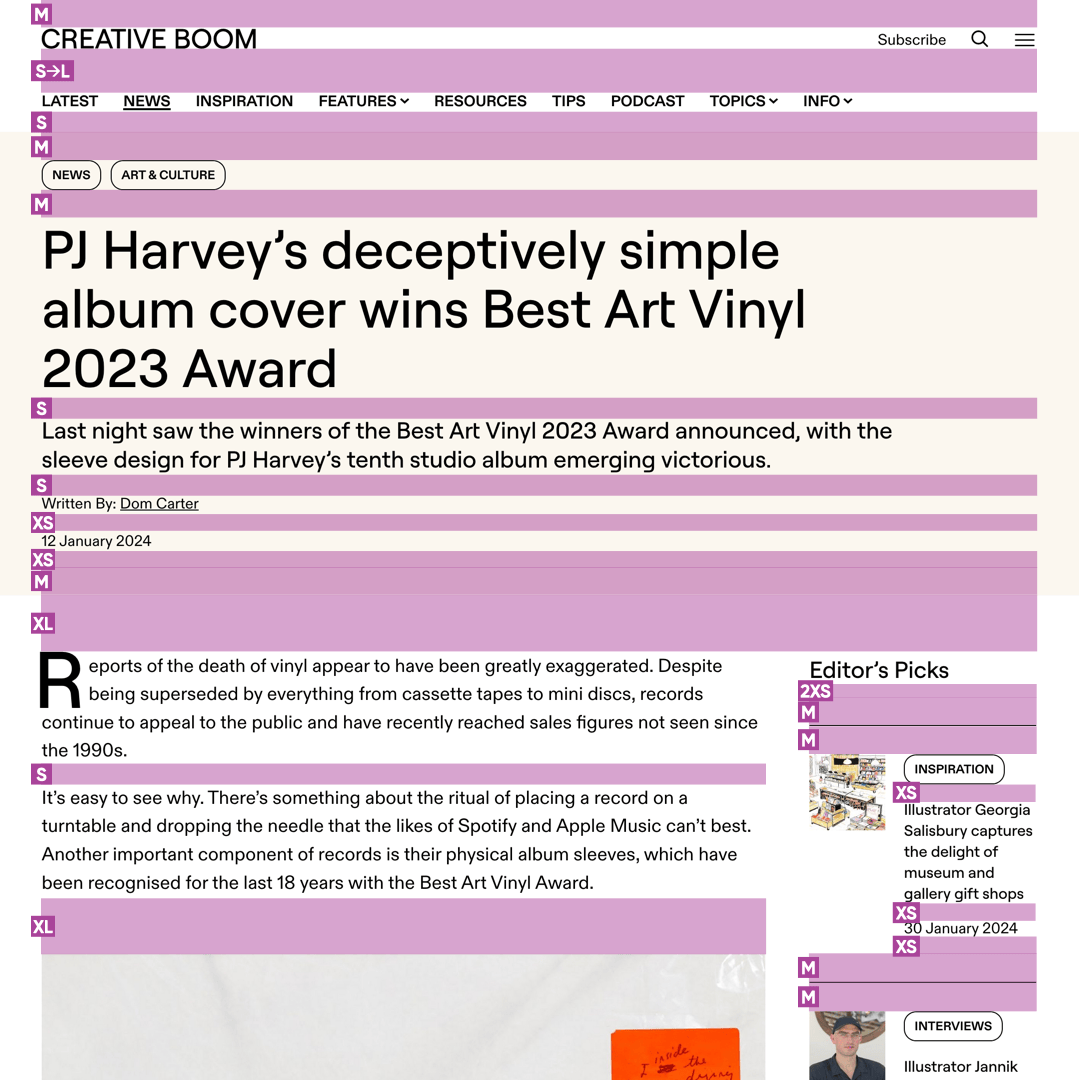 M
CREATIVE BOOM
Subscribe
S→L
LATEST NEWS INSPIRATION FEATURES RESOURCES TIPS PODCAST TOPICS INFO
S
M
NEWS ART & CULTURE
M
PJ Harvey’s deceptively simple
album cover wins Best Art Vinyl
2023 Award
S
Last night saw the winners of the Best Art Vinyl 2023 Award announced, with the
sleeve design for PJ Harvey’s tenth studio album emerging victorious.
S
Written By: Dom Carter
XS
12 January 2024
XS
M
XL
Reports of the death of vinyl appear to have been greatly exaggerated. Despite
being superseded by everything from cassette tapes to mini discs, records
continue to appeal to the public and have recently reached sales figures not seen since
the 1990s.
S
It’s easy to see why. There’s something about the ritual of placing a record on a
turntable and dropping the needle that the likes of Spotify and Apple Music can’t best.
Another important component of records is their physical album sleeves, which have
been recognised for the last 18 years with the Best Art Vinyl Award.
XL
I inside
the
Editor’s Picks
2XS
M
M
INSPIRATION
XS
Illustrator Georgia
Salisbury captures
the delight of
museum and
gallery gift shops
XS
30 January 2024
XS
M
M
INTERVIEWS
Illustrator Jannik